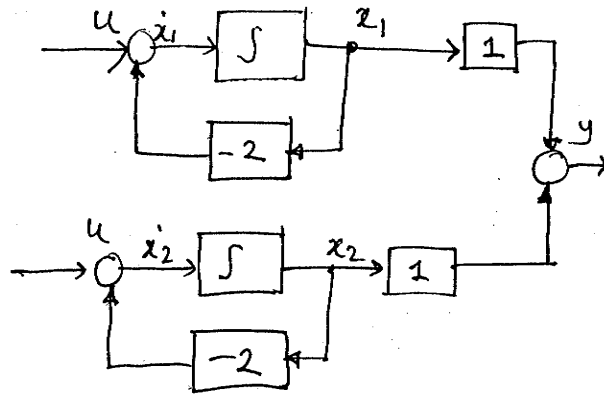 u ẋ₁ ∫ x₁ 1
-2
y
u ẋ₂ ∫ x₂ 1
-2